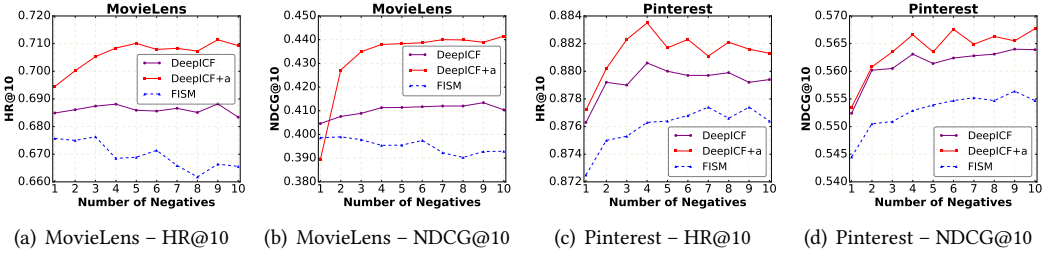 MovieLens
HR@10
0.720
0.710
0.700
0.690
0.680
0.670
0.660
DeepICF
DeepICF+a
FISM
1 2 3 4 5 6 7 8 9 10
Number of Negatives
(a) MovieLens – HR@10
MovieLens
NDCG@10
0.450
0.440
0.430
0.420
0.410
0.400
0.390
0.380
DeepICF
DeepICF+a
FISM
1 2 3 4 5 6 7 8 9 10
Number of Negatives
(b) MovieLens – NDCG@10
Pinterest
HR@10
0.884
0.882
0.880
0.878
0.876
0.874
0.872
DeepICF
DeepICF+a
FISM
1 2 3 4 5 6 7 8 9 10
Number of Negatives
(c) Pinterest – HR@10
Pinterest
NDCG@10
0.570
0.565
0.560
0.555
0.550
0.545
0.540
DeepICF
DeepICF+a
FISM
1 2 3 4 5 6 7 8 9 10
Number of Negatives
(d) Pinterest – NDCG@10